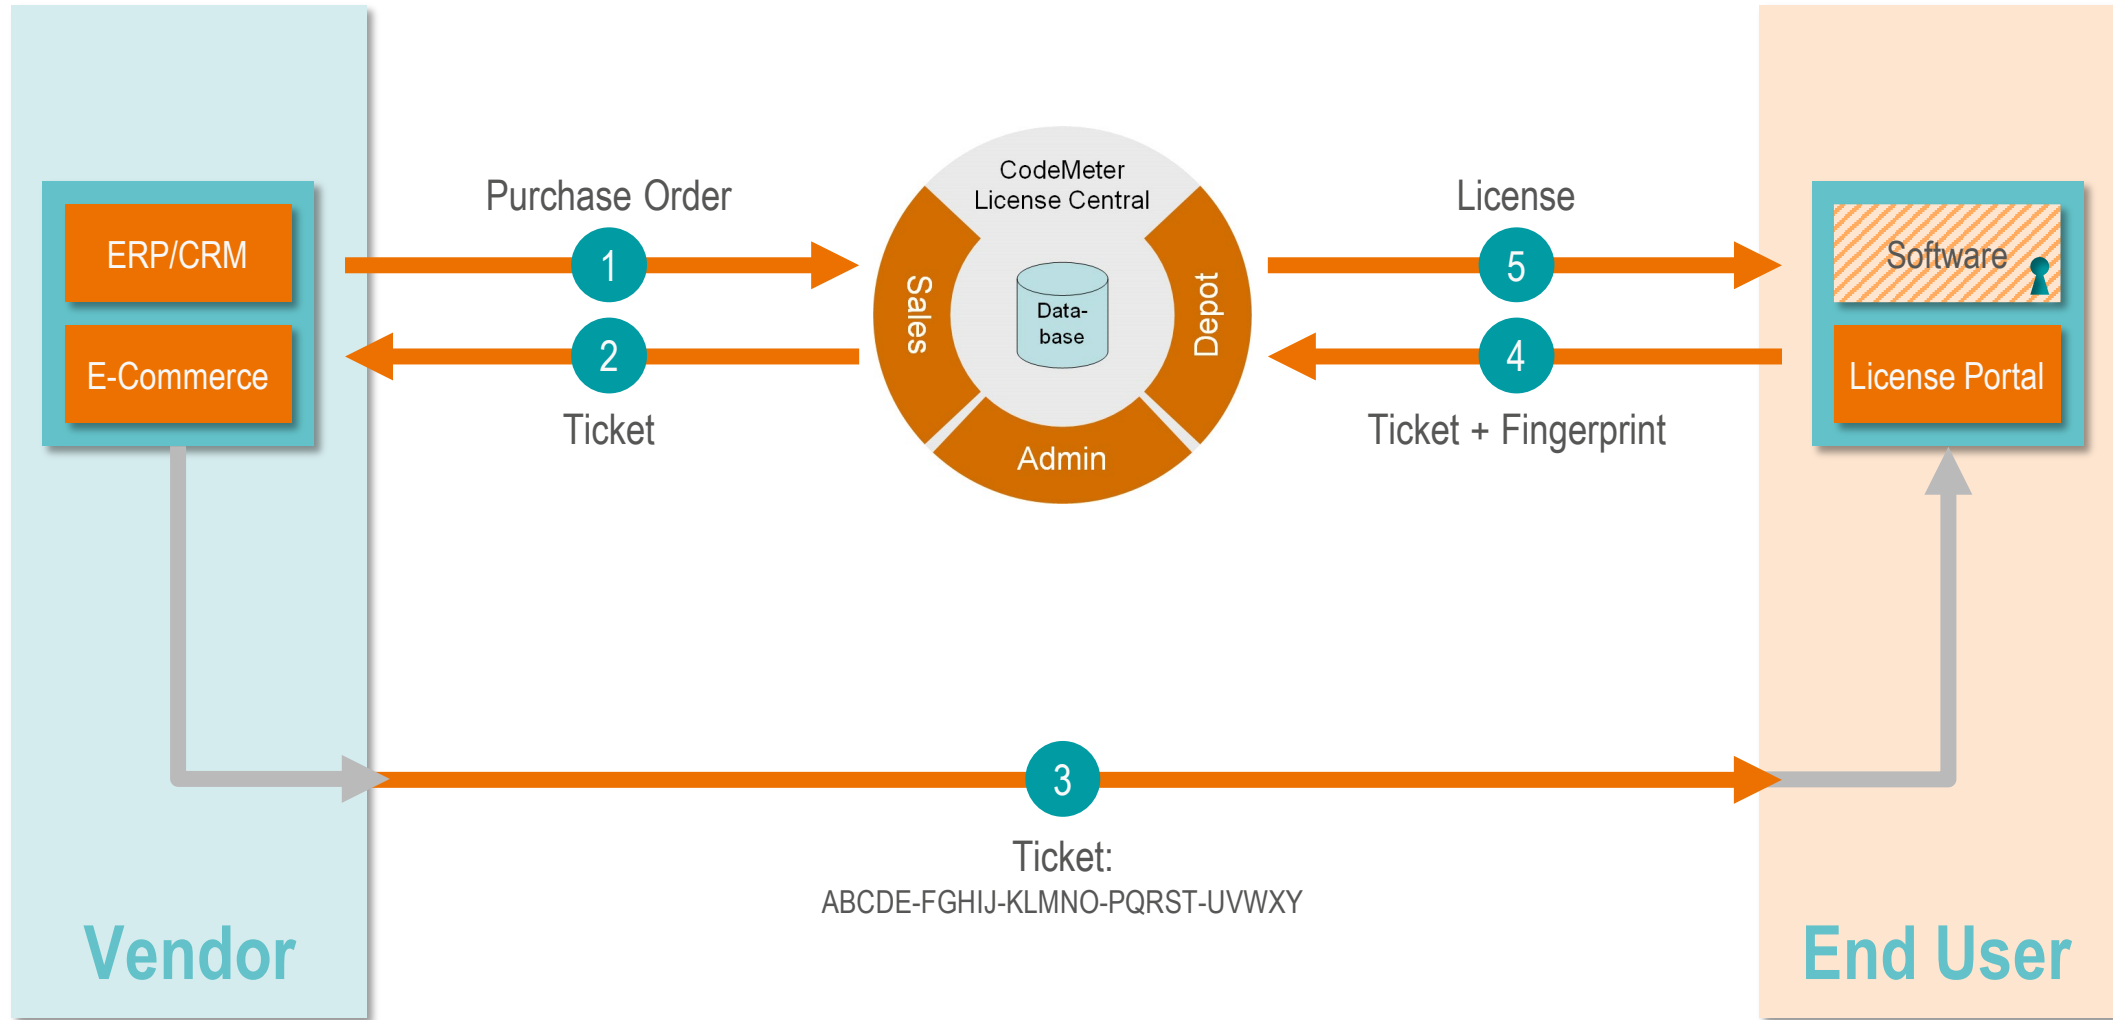 ERP/CRM
E-Commerce
Vendor
Purchase Order
1
2
Ticket
CodeMeter
License Central
Sales
Data-
base
Depot
Admin
License
5
4
Ticket + Fingerprint
Software
License Portal
3
Ticket:
ABCDE-FGHIJ-KLMNO-PQRST-UVWXY
End User